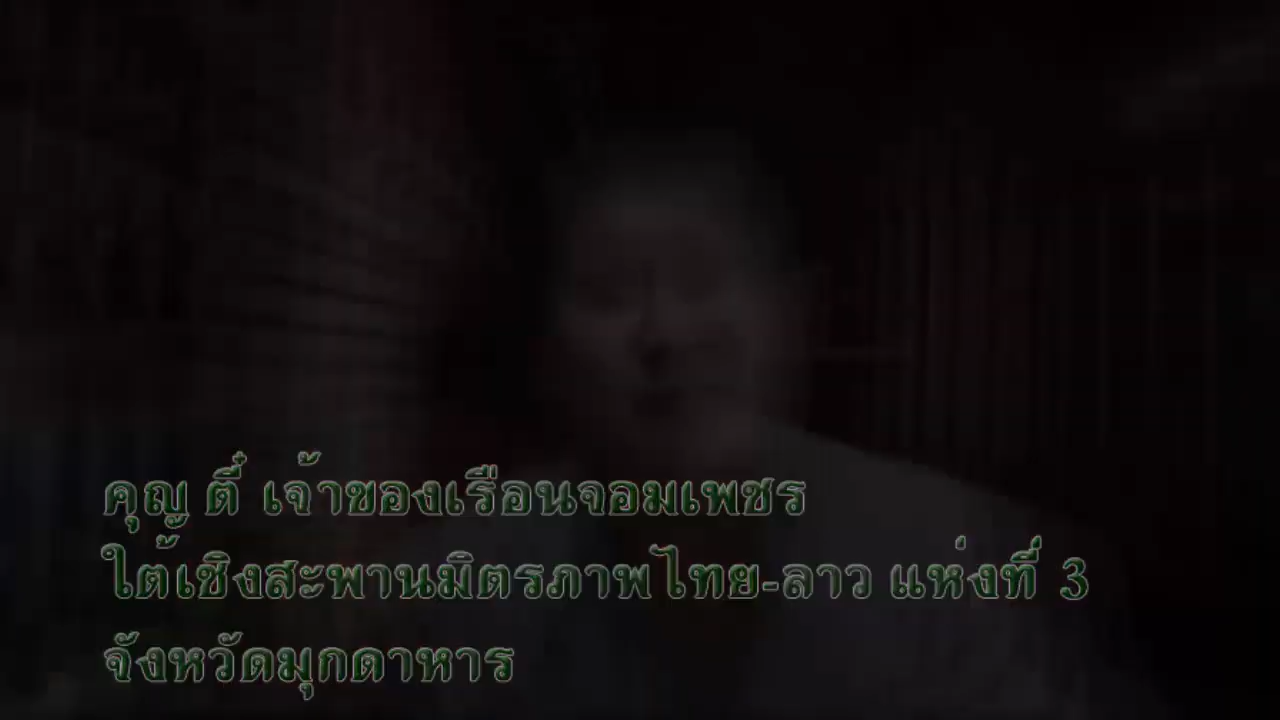 คุญ ตี๋ เจ้าของเรือนจอมเพชร
ใต้เชิงสะพานมิตรภาพไทย-ลาว แห่งที่ 3
จังหวัดมุกดาหาร